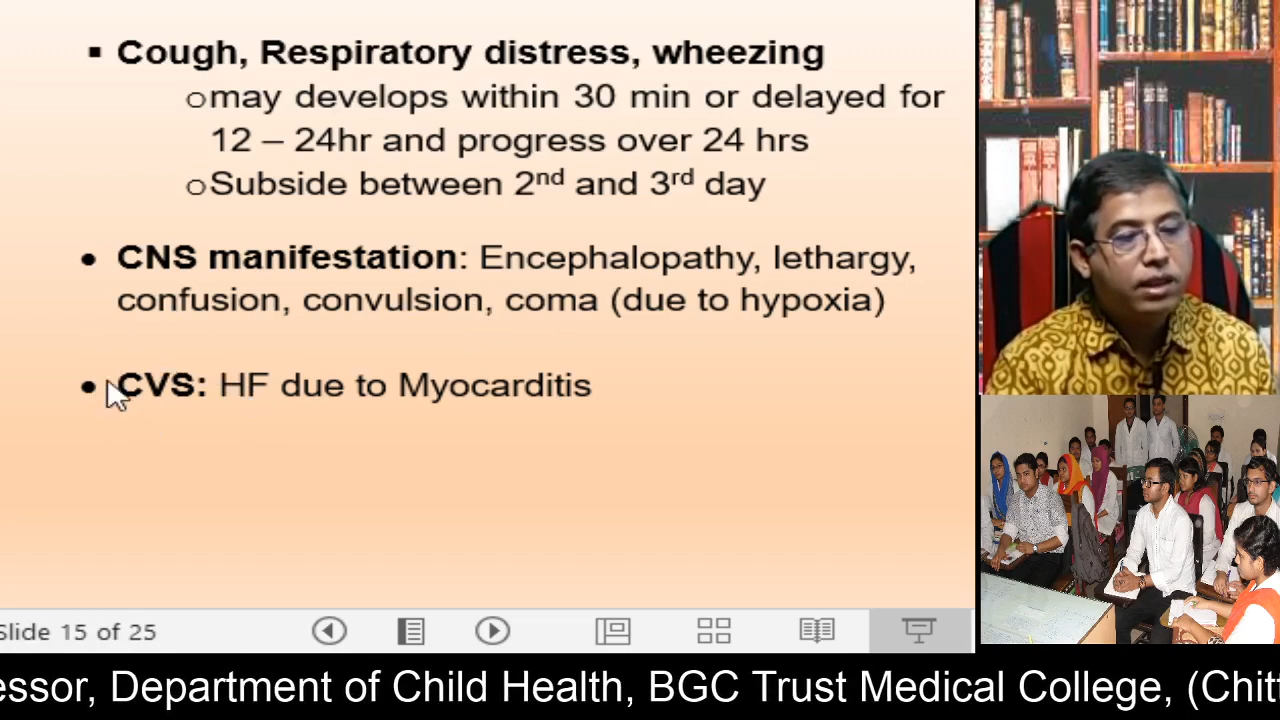 ▪ Cough, Respiratory distress, wheezing
o may develops within 30 min or delayed for
12 – 24hr and progress over 24 hrs
o Subside between 2nd and 3rd day
• CNS manifestation: Encephalopathy, lethargy,
confusion, convulsion, coma (due to hypoxia)
• CVS: HF due to Myocarditis
Slide 15 of 25
essor, Department of Child Health, BGC Trust Medical College, (Chitt